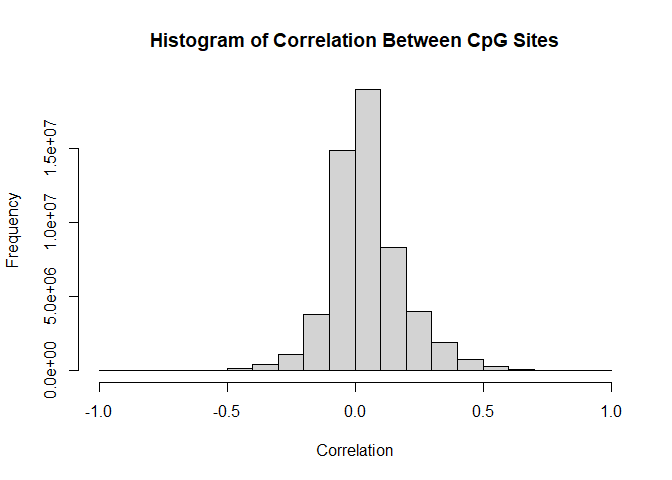 Histogram of Correlation Between CpG Sites
Frequency
1.5e+07
1.0e+07
5.0e+06
0.0e+00
-1.0 -0.5 0.0 0.5 1.0
Correlation